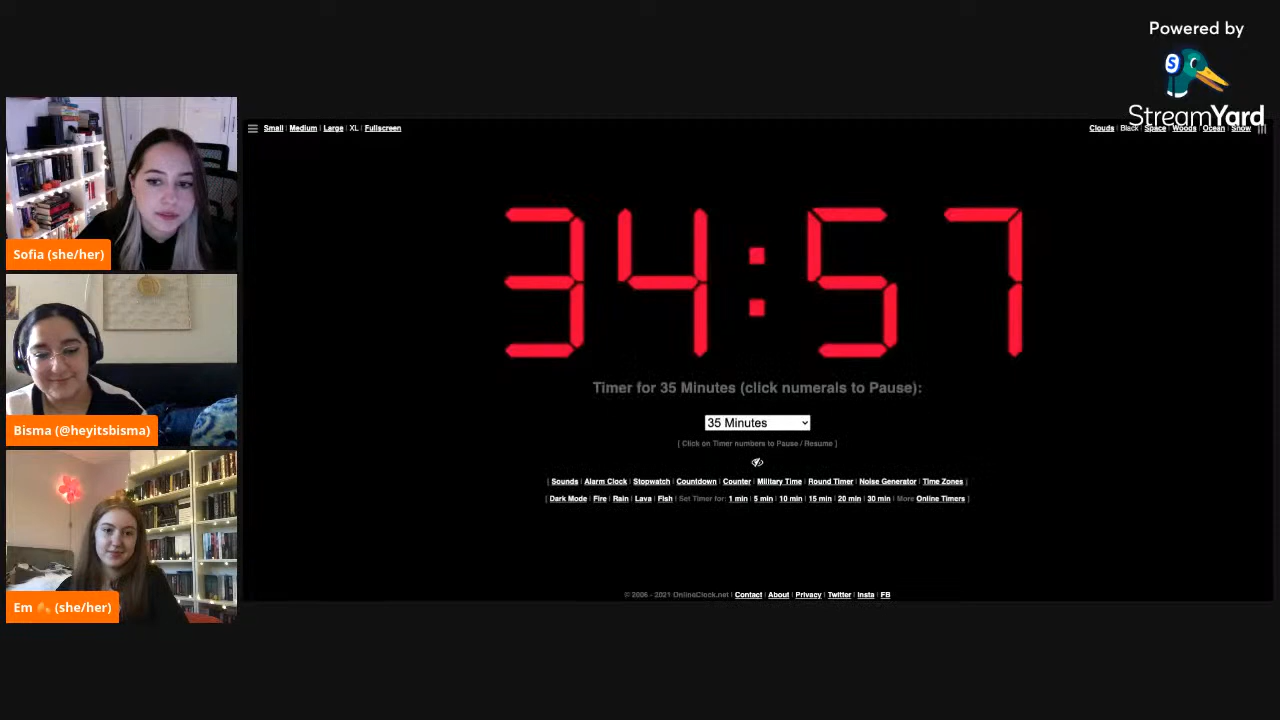 Powered by
StreamYard
Small | Medium | Large | XL | Fullscreen
Clouds | Black | Space | Woods | Ocean | Snow
34:57
Timer for 35 Minutes (click numerals to Pause):
35 Minutes
[ Click on Timer numbers to Pause / Resume ]
[ Sounds | Alarm Clock | Stopwatch | Countdown | Counter | Military Time | Round Timer | Noise Generator | Time Zones ]
[ Dark Mode | Fire | Rain | Lava | Fish | Set Timer for: 1 min | 5 min | 10 min | 15 min | 20 min | 30 min | More Online Timers ]
© 2006 - 2021 OnlineClock.net | Contact | About | Privacy | Twitter | Insta | FB
Sofia (she/her)
Bisma (@heyitsbisma)
Em 🍂 (she/her)